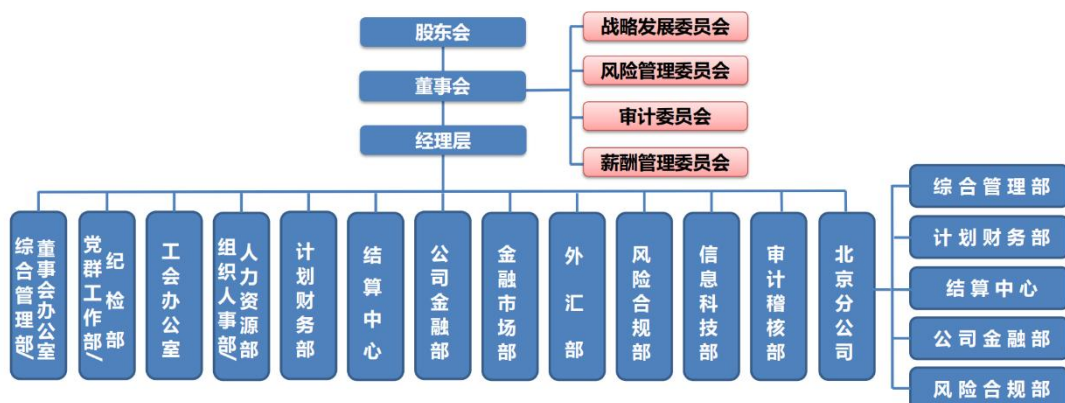 股东会
董事会
经理层
战略发展委员会
风险管理委员会
审计委员会
薪酬管理委员会
综合管理部/
董事会办公室
党群工作部/
纪检部
工会办公室
组织人事部/
人力资源部
计划财务部
结算中心
公司金融部
金融市场部
外汇部
风险合规部
信息科技部
审计稽核部
北京分公司
综合管理部
计划财务部
结算中心
公司金融部
风险合规部